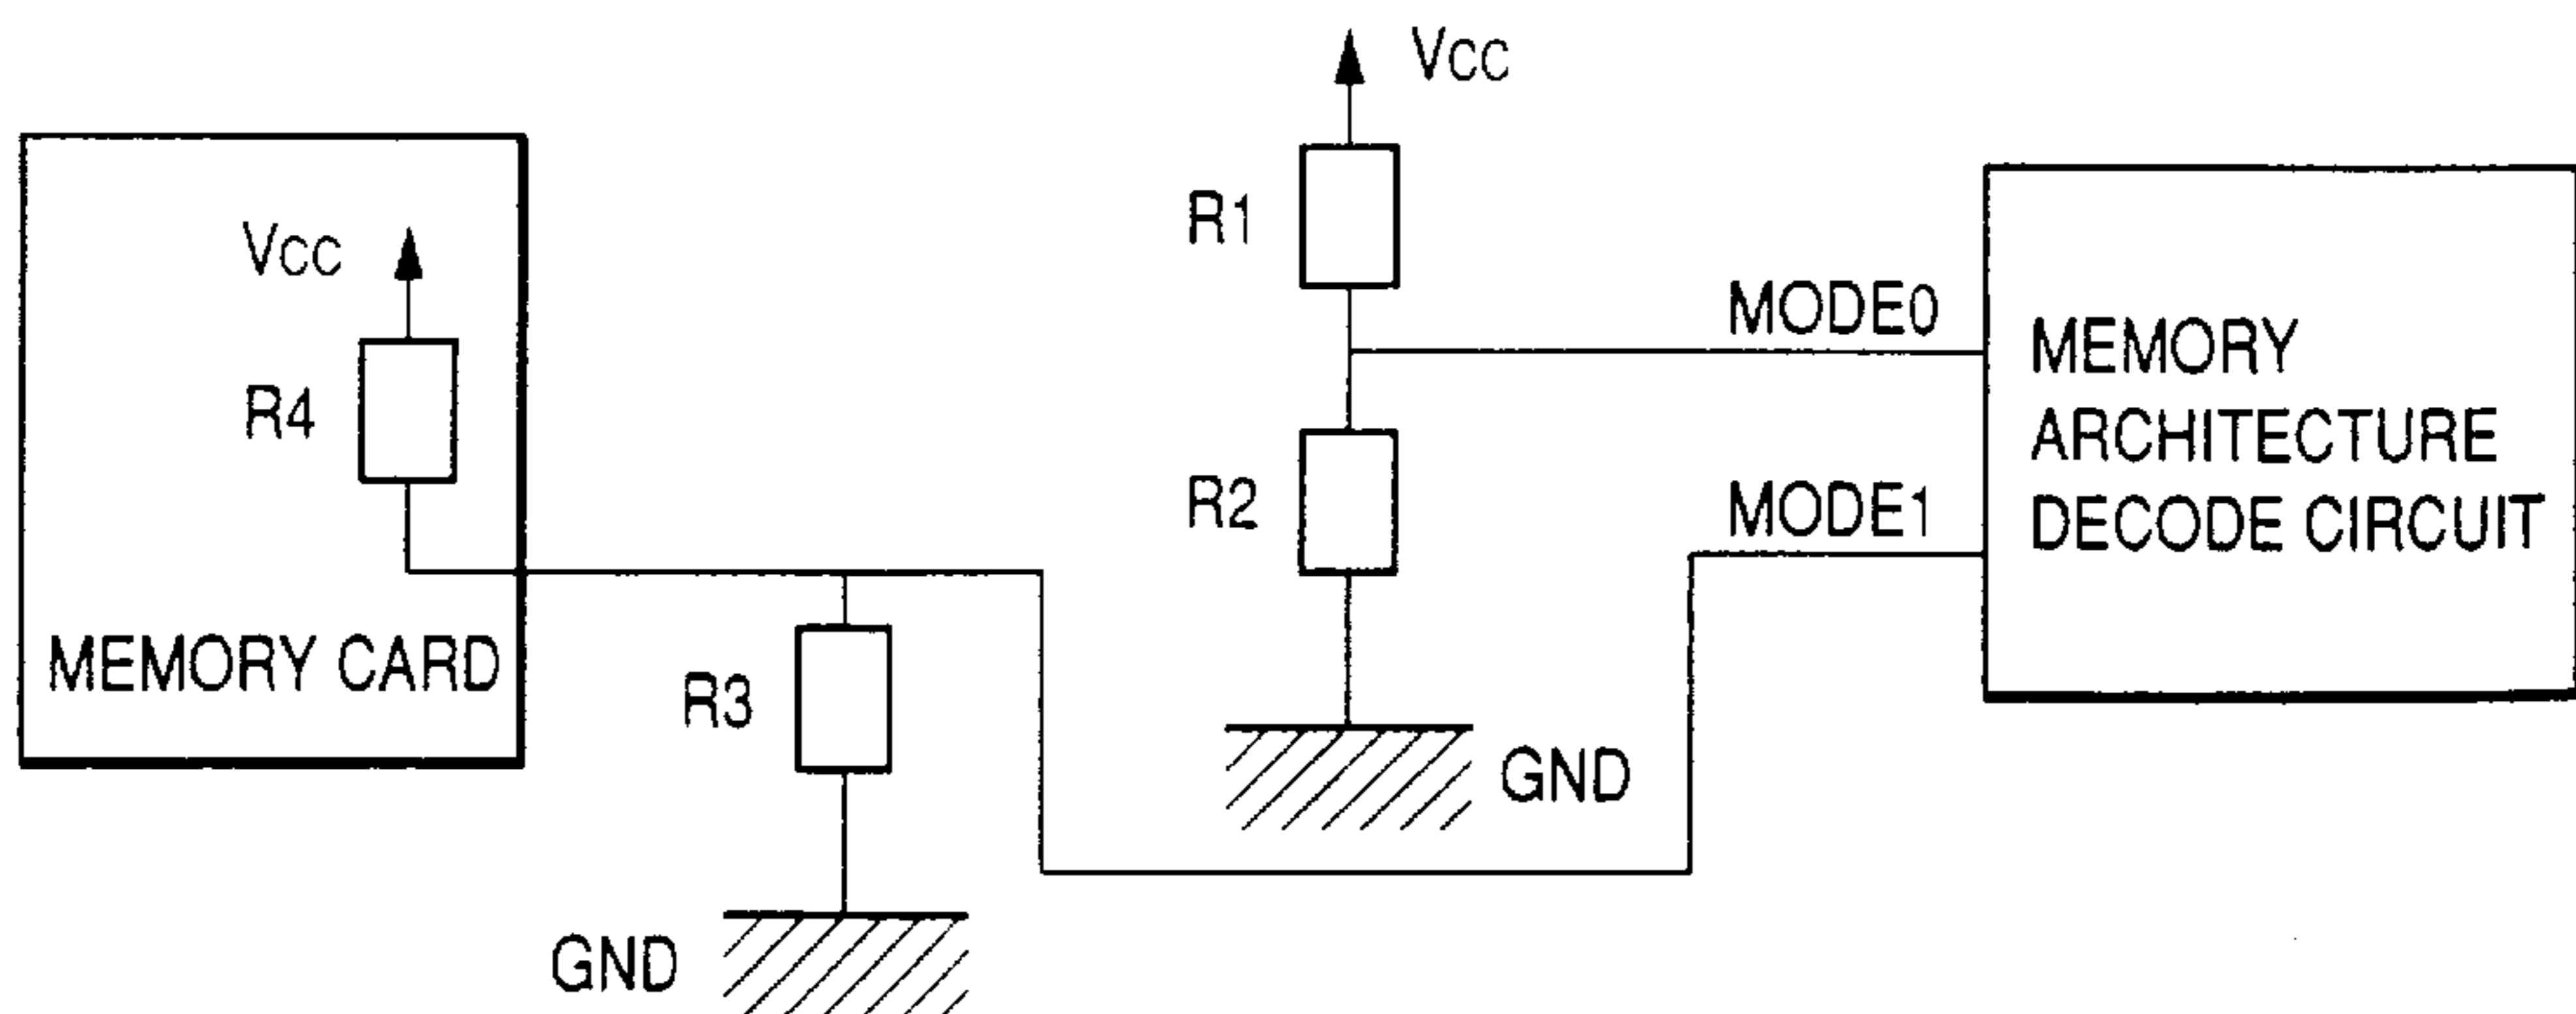 VCC
R1
VCC
R4
MODE0
MEMORY
ARCHITECTURE
DECODE CIRCUIT
R2
MODE1
MEMORY CARD
R3
GND
GND